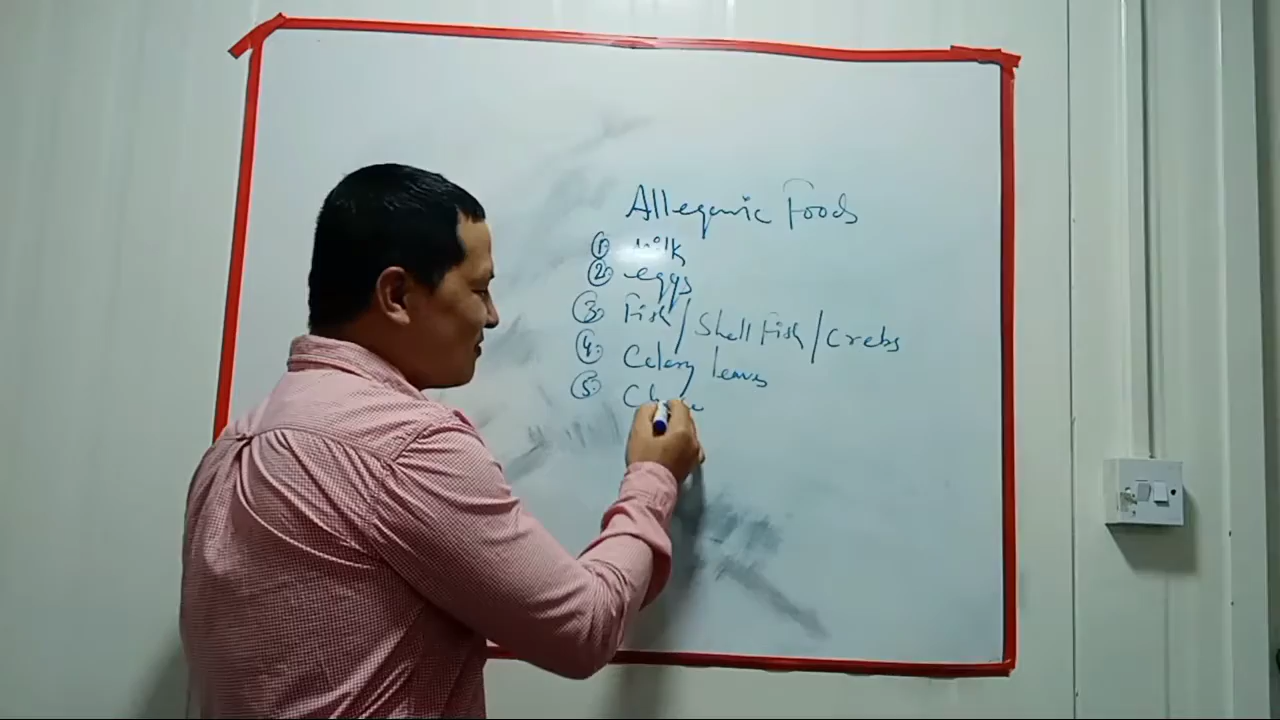 Allegenic Foods
① milk
② eggs
③ Fish / Shell Fish / Crebs
④ Celery leaves
⑤